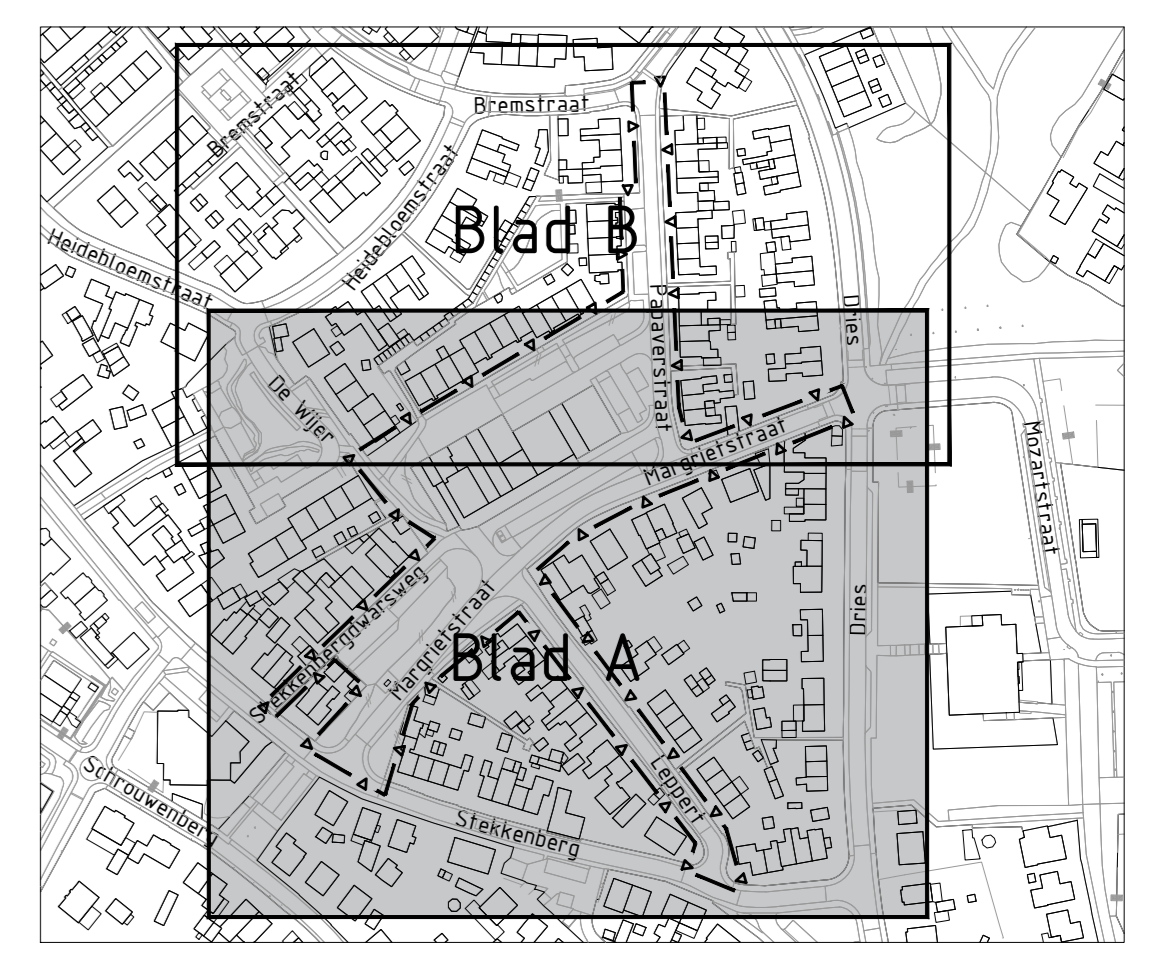 Bremstraat
Bremstraat
Heidebloemstraat
Heidebloemstraat
Blad B
Papaverstraat
Dries
De Wijer
Margrietstraat
Mozartstraat
Stekkenbergdwarsweg
Margrietstraat
Blad A
Dries
Leppert
Schrouwenberg
Stekkenberg